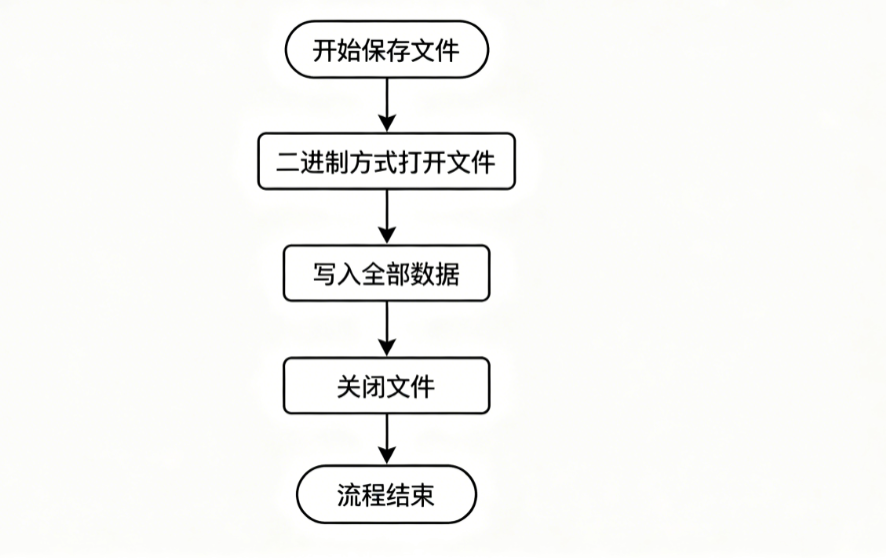 开始保存文件
二进制方式打开文件
写入全部数据
关闭文件
流程结束